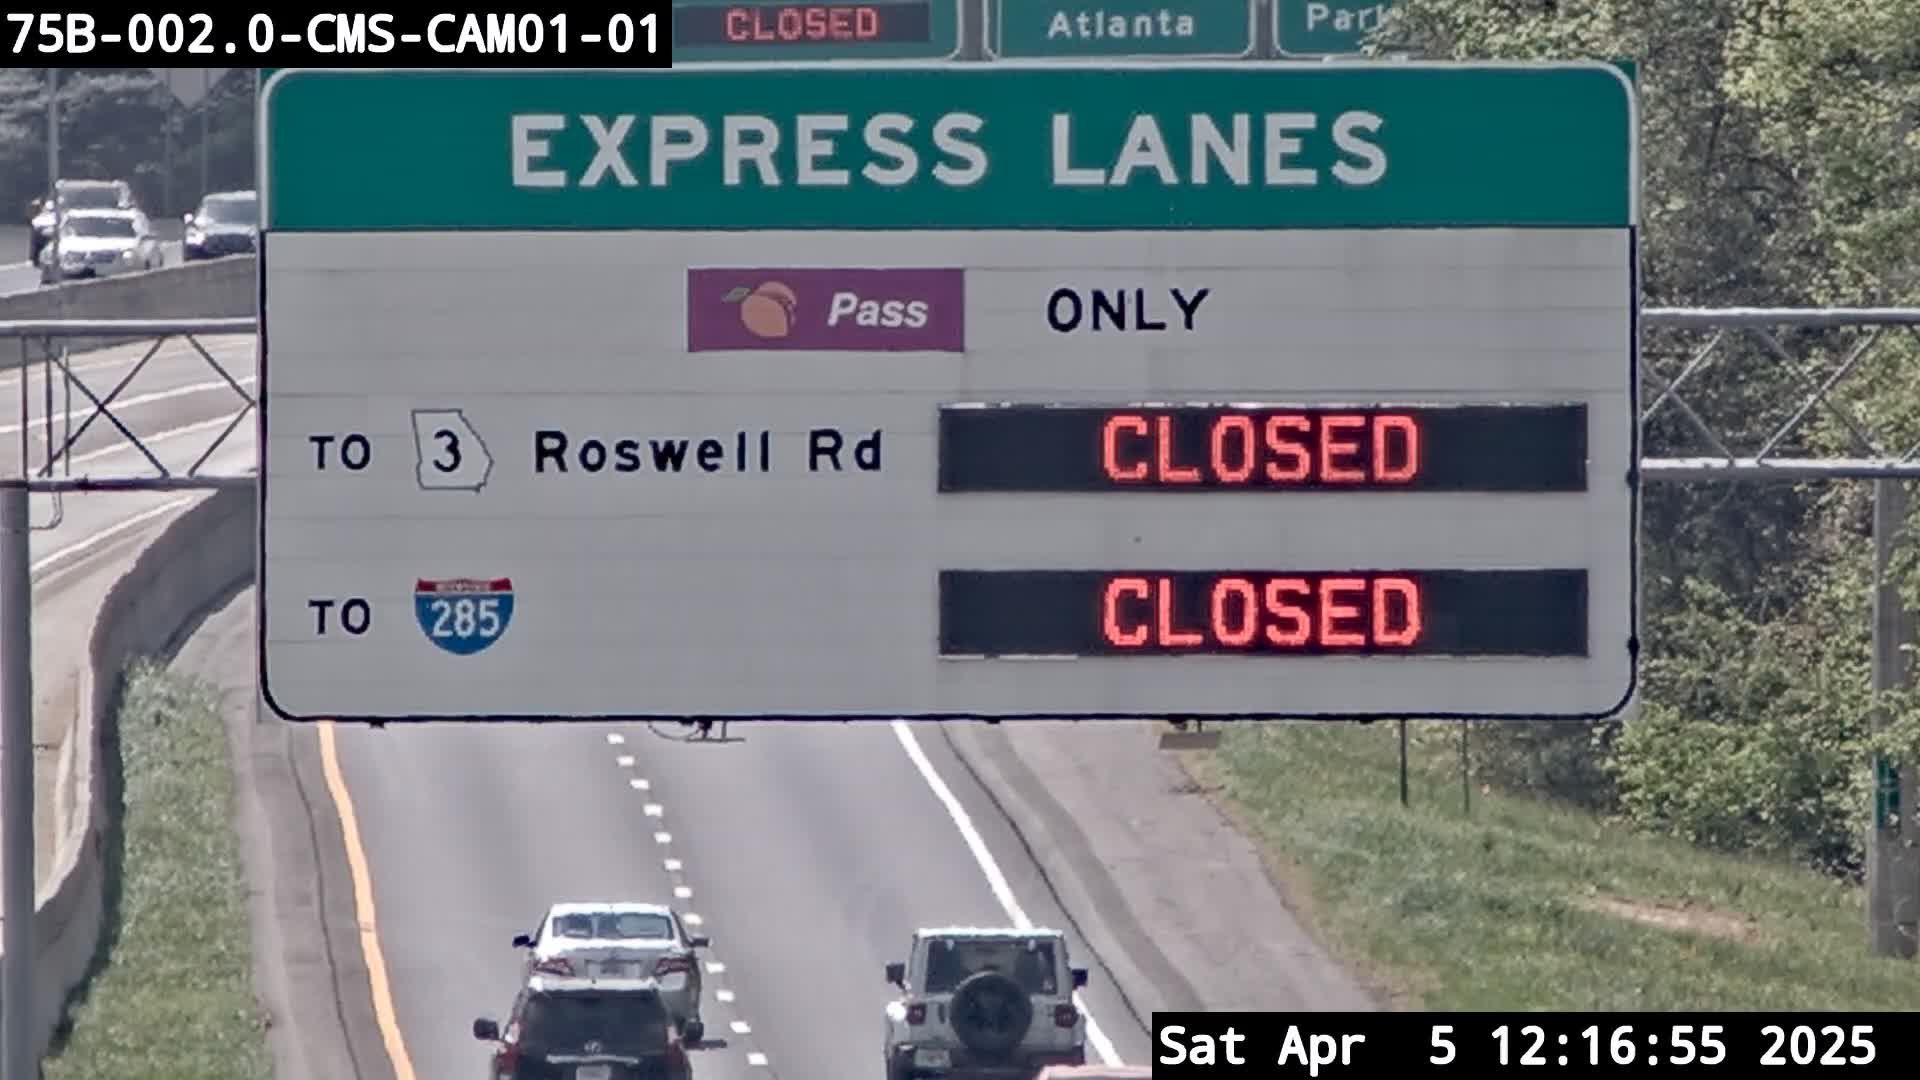 75B-002.0-CMS-CAM01-01
CLOSED
Atlanta
EXPRESS LANES
Pass ONLY
TO 3 Roswell Rd CLOSED
TO 285 CLOSED
Sat Apr 5 12:16:55 2025